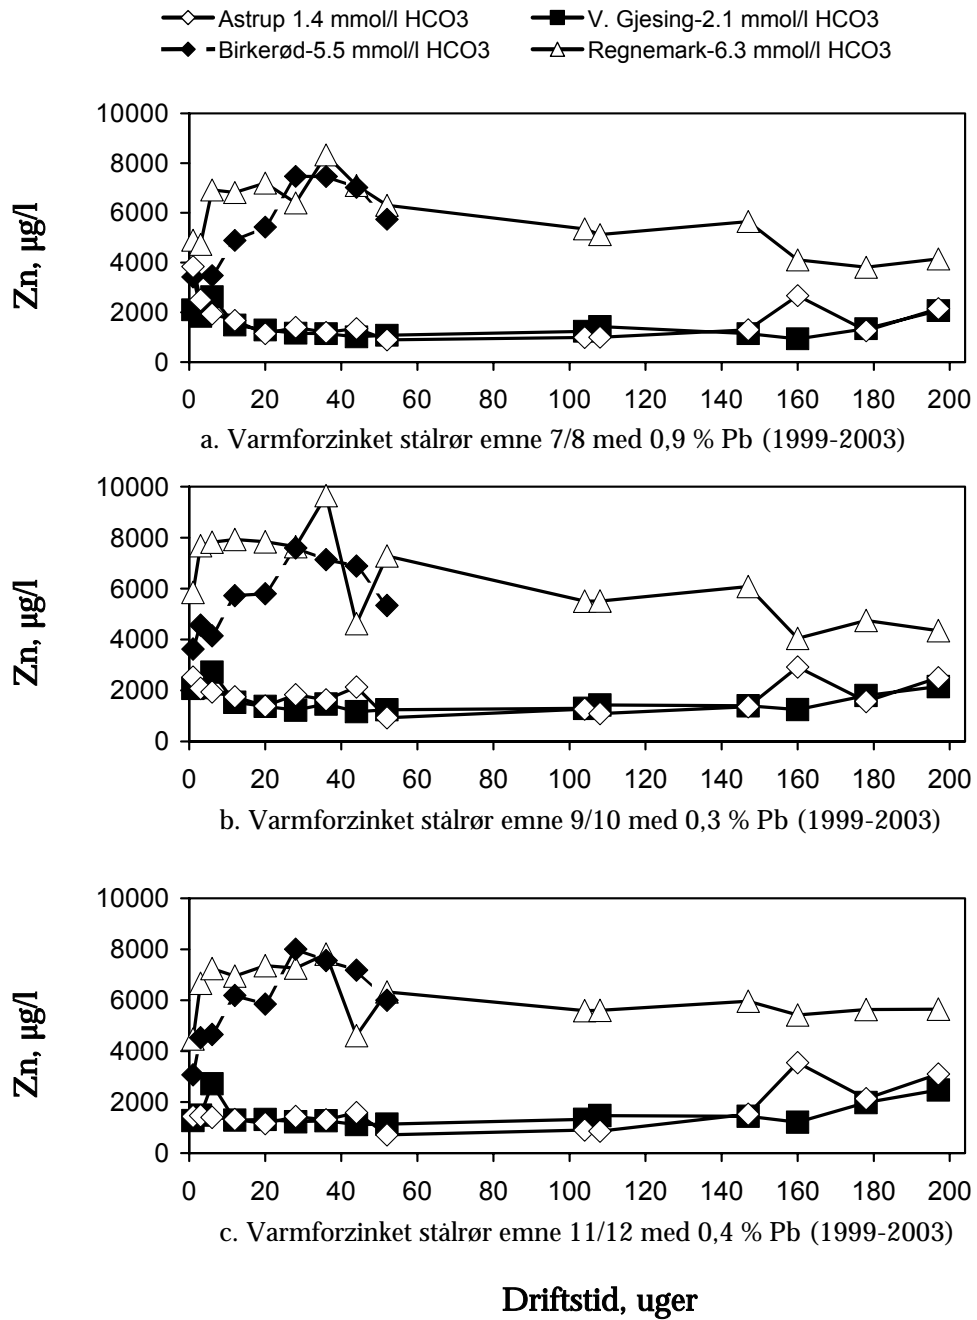 Astrup 1.4 mmol/l HCO3 V. Gjesing-2.1 mmol/l HCO3
Birkerød-5.5 mmol/l HCO3 Regnemark-6.3 mmol/l HCO3
Zn, µg/l
10000
8000
6000
4000
2000
0
0 20 40 60 80 100 120 140 160 180 200
a. Varmforzinket stålrør emne 7/8 med 0,9 % Pb (1999-2003)
Zn, µg/l
10000
8000
6000
4000
2000
0
0 20 40 60 80 100 120 140 160 180 200
b. Varmforzinket stålrør emne 9/10 med 0,3 % Pb (1999-2003)
Zn, µg/l
10000
8000
6000
4000
2000
0
0 20 40 60 80 100 120 140 160 180 200
c. Varmforzinket stålrør emne 11/12 med 0,4 % Pb (1999-2003)
Driftstid, uger